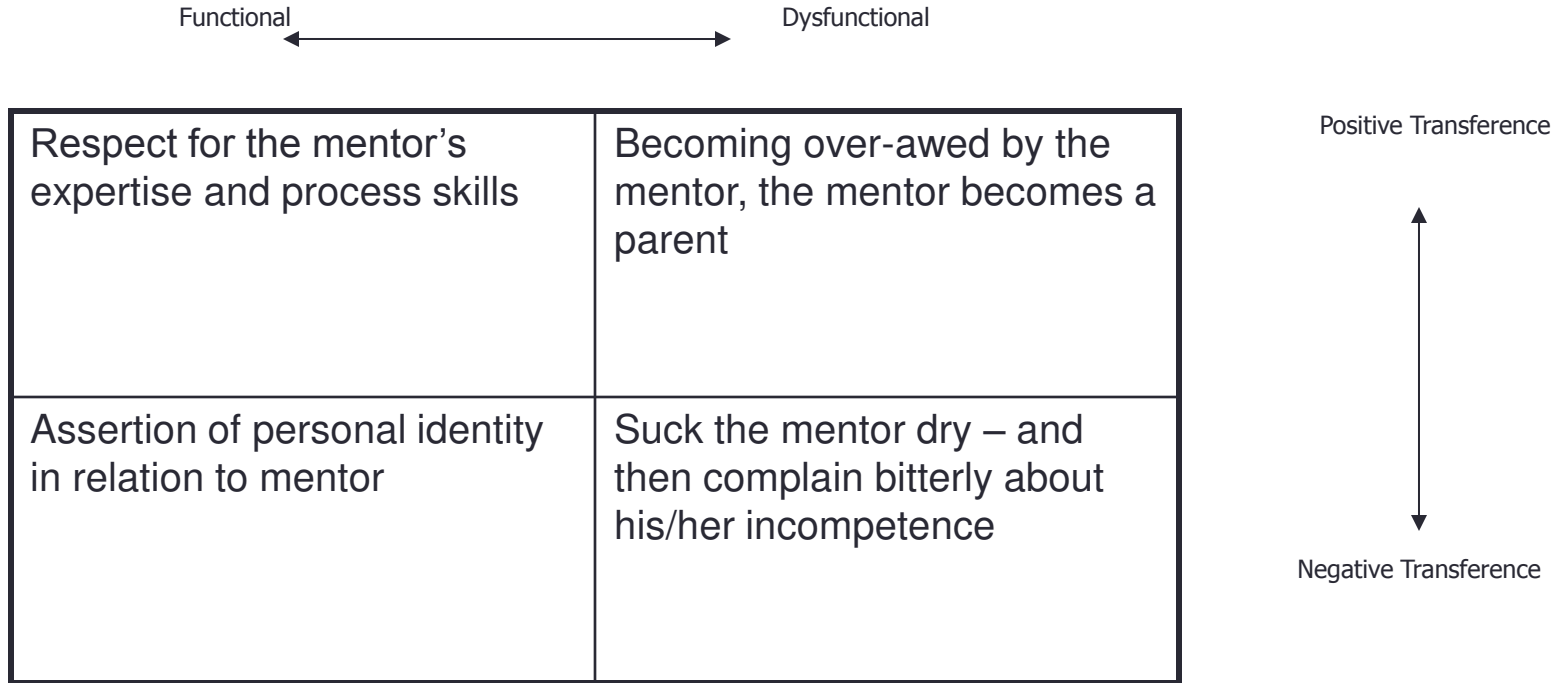 Functional
Dysfunctional
Respect for the mentor’s
expertise and process skills
Becoming over-awed by the
mentor, the mentor becomes a
parent
Positive Transference
Assertion of personal identity
in relation to mentor
Suck the mentor dry – and
then complain bitterly about
his/her incompetence
Negative Transference